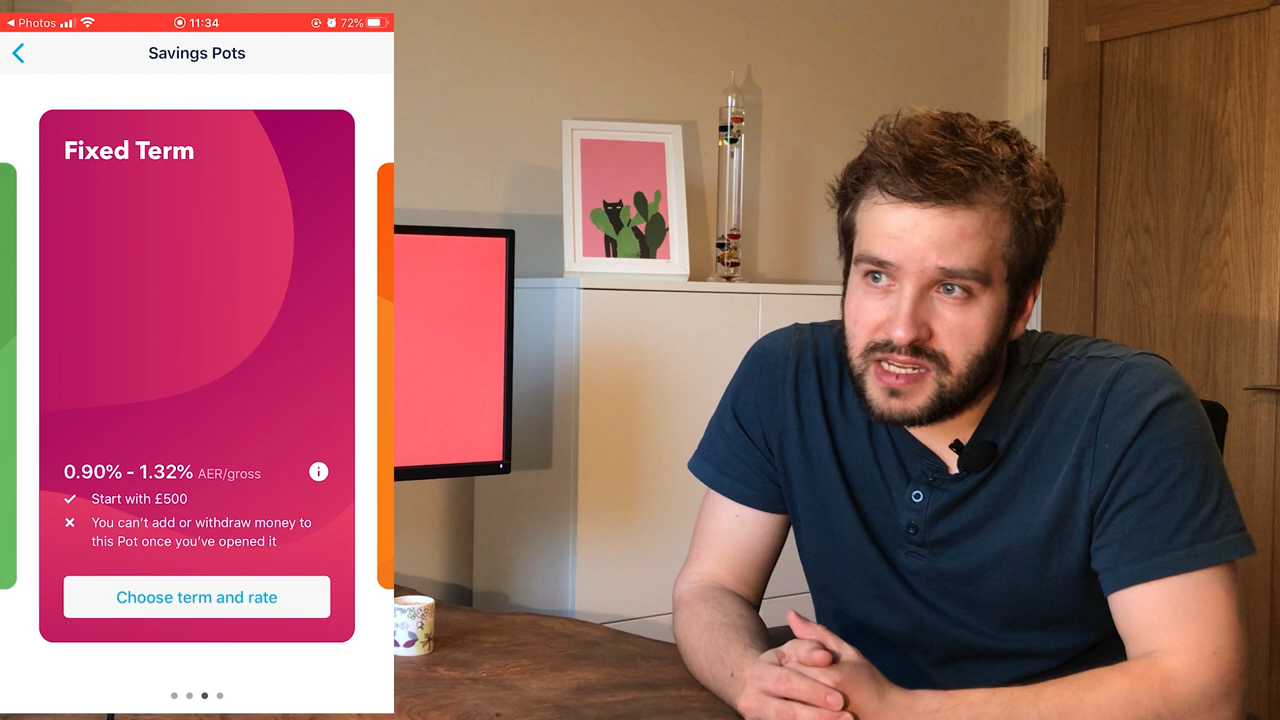 Photos 11:34 72%
Savings Pots
Fixed Term
0.90% - 1.32% AER/gross
Start with £500
You can't add or withdraw money to
this Pot once you've opened it
Choose term and rate